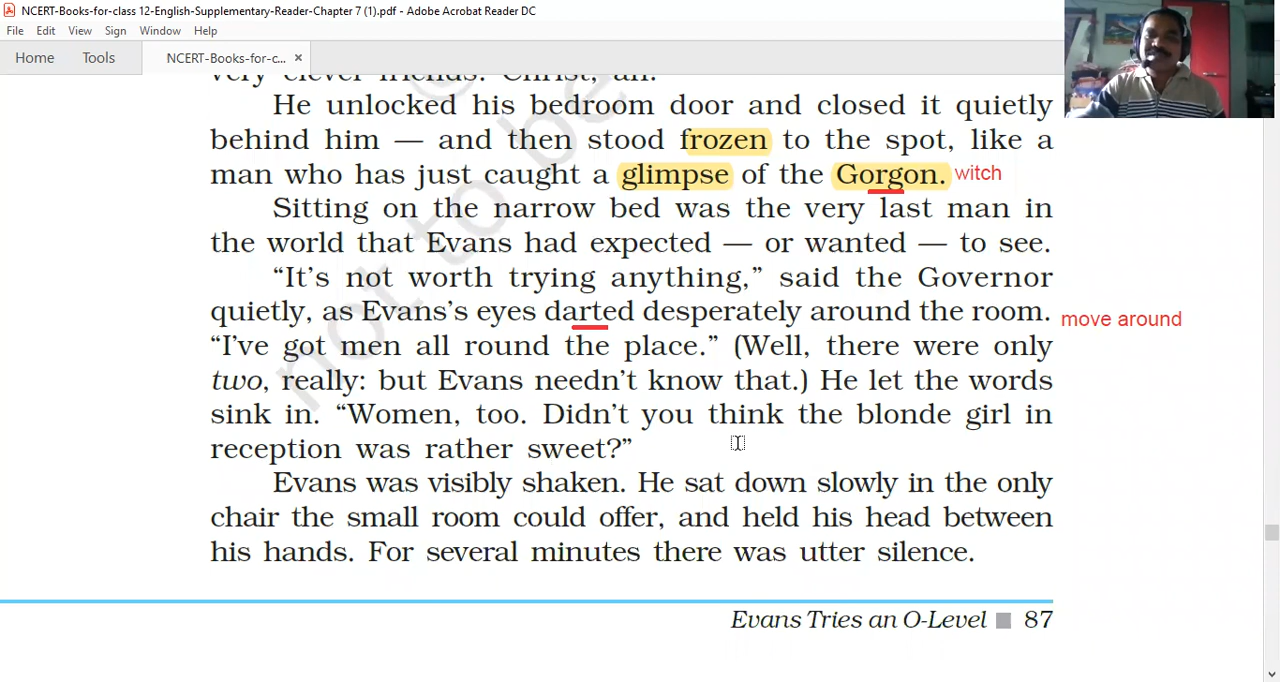 NCERT-Books-for-class 12-English-Supplementary-Reader-Chapter 7 (1).pdf - Adobe Acrobat Reader DC
File Edit View Sign Window Help
Home Tools NCERT-Books-for-c... ×
very clever friends. Christ, ah!
He unlocked his bedroom door and closed it quietly
behind him — and then stood frozen to the spot, like a
man who has just caught a glimpse of the Gorgon. witch
Sitting on the narrow bed was the very last man in
the world that Evans had expected — or wanted — to see.
“It’s not worth trying anything,” said the Governor
quietly, as Evans’s eyes darted desperately around the room. move around
“I’ve got men all round the place.” (Well, there were only
two, really: but Evans needn’t know that.) He let the words
sink in. “Women, too. Didn’t you think the blonde girl in
reception was rather sweet?”
Evans was visibly shaken. He sat down slowly in the only
chair the small room could offer, and held his head between
his hands. For several minutes there was utter silence.
Evans Tries an O-Level 87
not to be